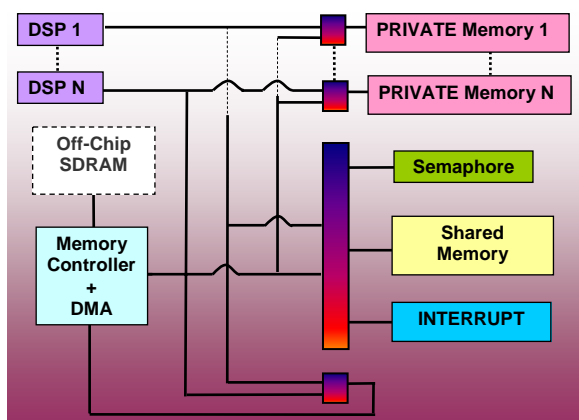 DSP 1
PRIVATE Memory 1
DSP N
PRIVATE Memory N
Off-Chip
SDRAM
Semaphore
Memory
Controller
+
DMA
Shared
Memory
INTERRUPT